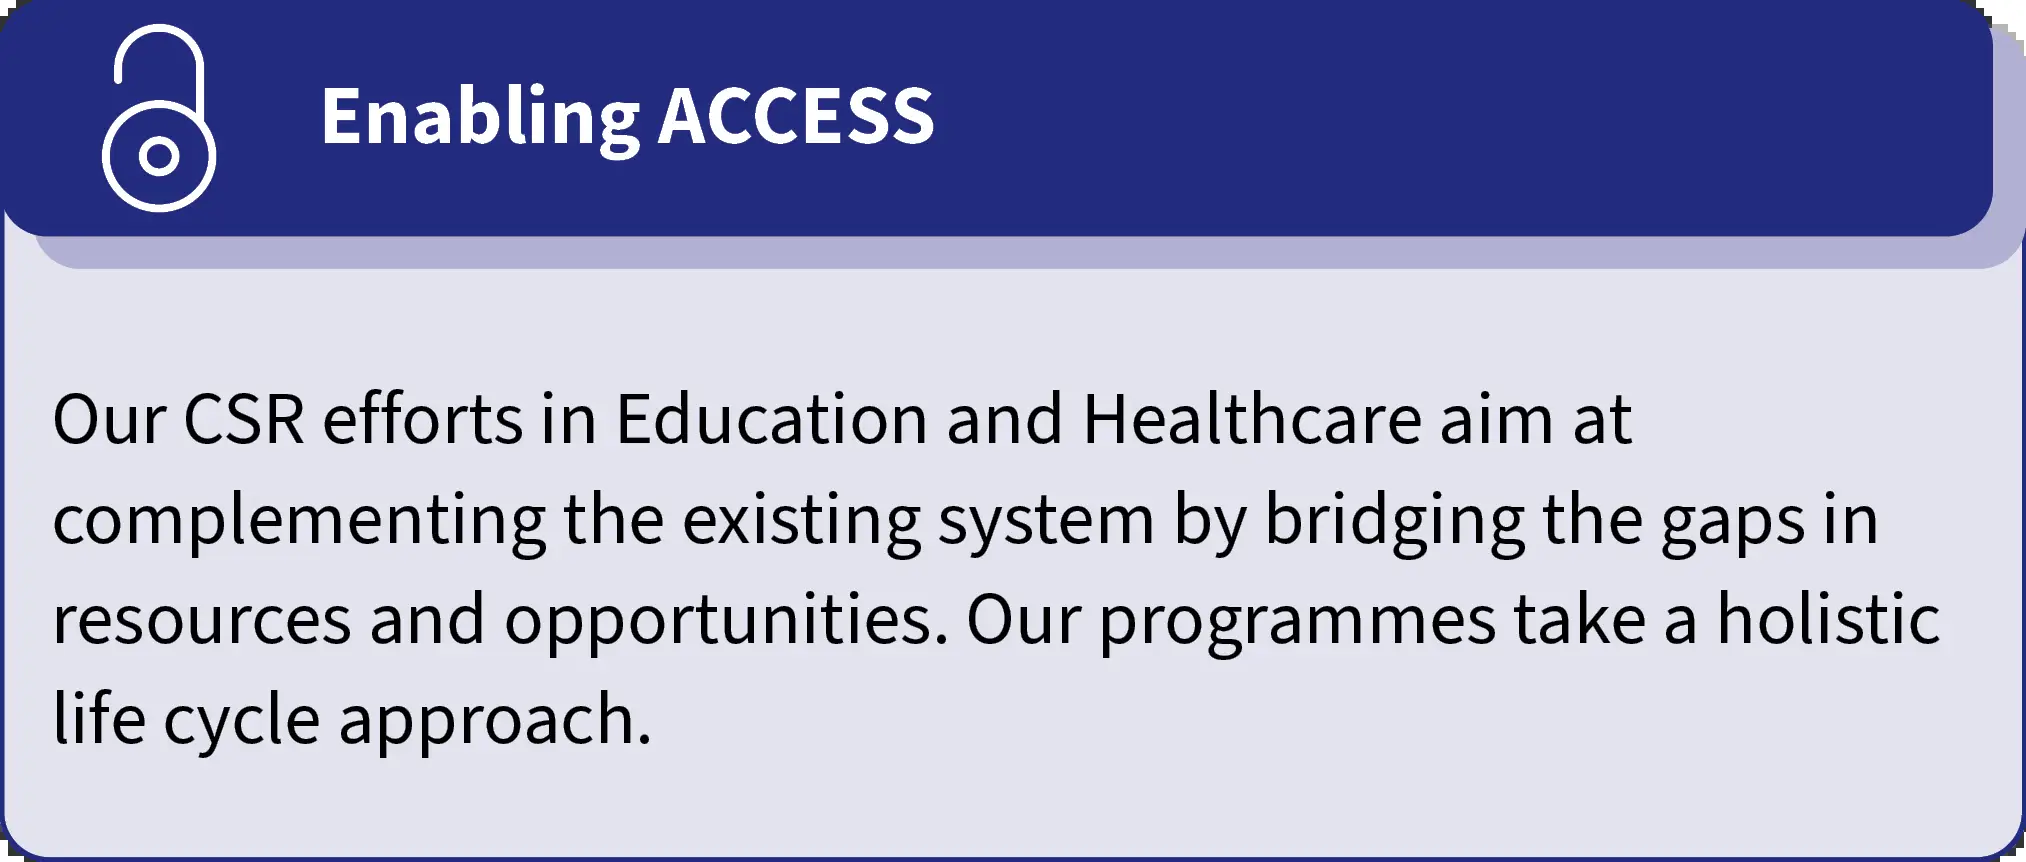 Enabling ACCESS
Our CSR efforts in Education and Healthcare aim at
complementing the existing system by bridging the gaps in
resources and opportunities. Our programmes take a holistic
life cycle approach.